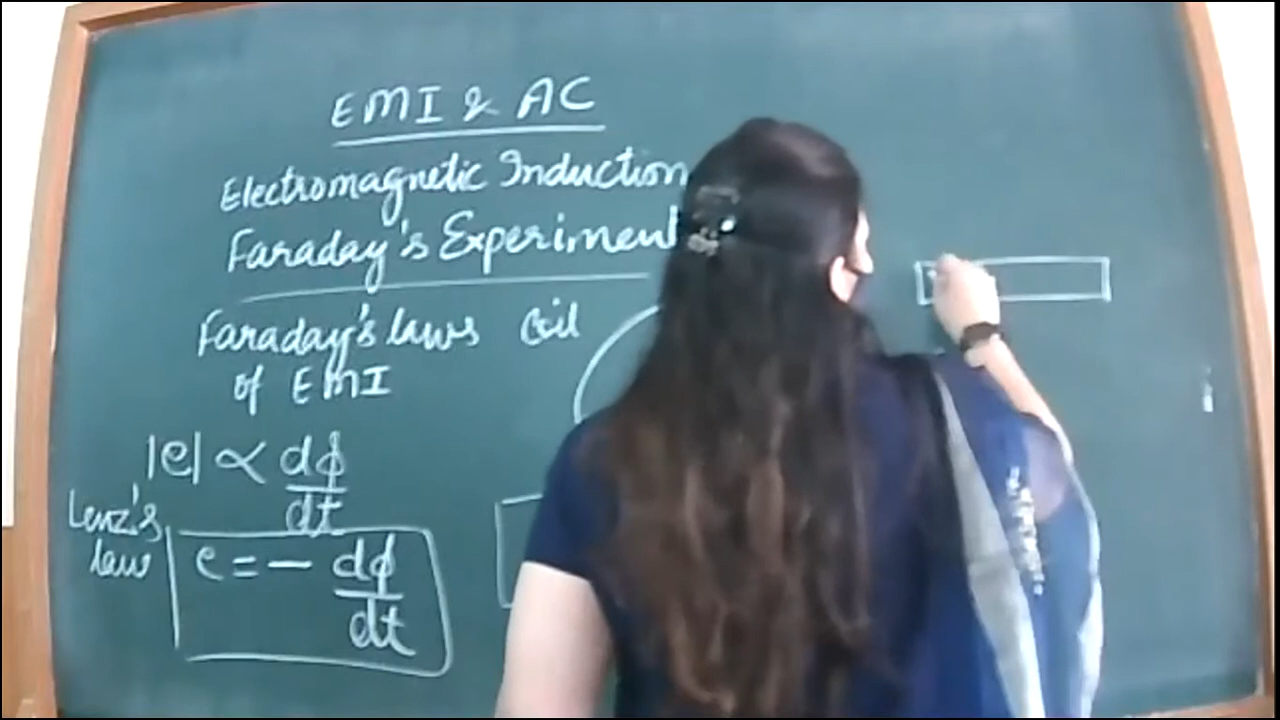 EMI & AC
Electromagnetic Induction
Faraday's Experiment
Faraday's laws
of EMI
Coil
|e| ∝ dϕ/dt
Lenz's
law
e = - dϕ/dt